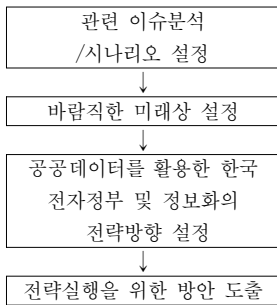 관련 이슈분석
/시나리오 설정
바람직한 미래상 설정
공공데이터를 활용한 한국
전자정부 및 정보화의
전략방향 설정
전략실행을 위한 방안 도출